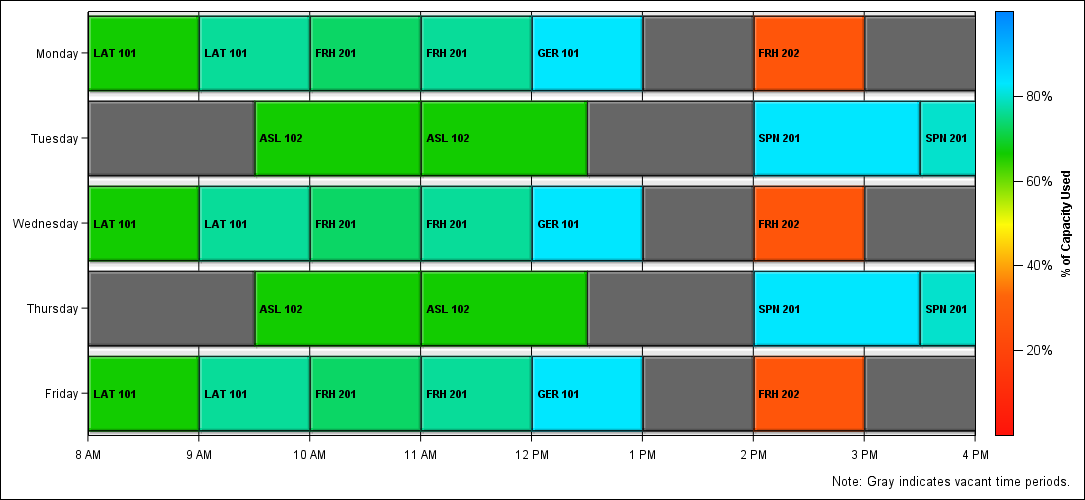 Monday
LAT 101 LAT 101 FRH 201 FRH 201 GER 101 FRH 202
Tuesday
ASL 102 ASL 102 SPN 201 SPN 201
Wednesday
LAT 101 LAT 101 FRH 201 FRH 201 GER 101 FRH 202
Thursday
ASL 102 ASL 102 SPN 201 SPN 201
Friday
LAT 101 LAT 101 FRH 201 FRH 201 GER 101 FRH 202
8 AM 9 AM 10 AM 11 AM 12 PM 1 PM 2 PM 3 PM 4 PM
80%
60%
40%
20%
% of Capacity Used
Note: Gray indicates vacant time periods.